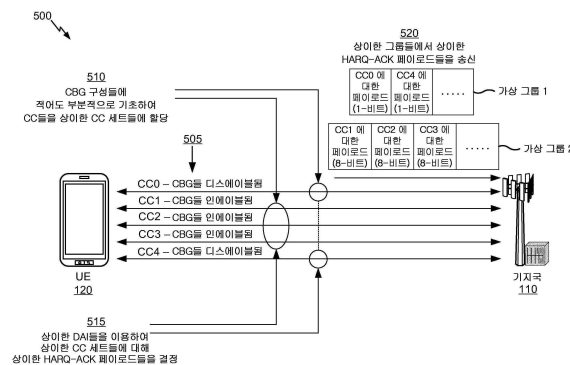 500
510
CBG 구성들에
적어도 부분적으로 기초하여
CC들을 상이한 CC 세트들에 할당
505
520
상이한 그룹들에서 상이한
HARQ-ACK 페이로드들을 송신
CC0 에 대한 페이로드 (1-비트)
CC4 에 대한 페이로드 (1-비트)
.....
가상 그룹 1
CC1 에 대한 페이로드 (8-비트)
CC2 에 대한 페이로드 (8-비트)
CC3 에 대한 페이로드 (8-비트)
.....
가상 그룹 2
CC0 – CBG들 디스에이블됨
CC1 – CBG들 인에이블됨
CC2 – CBG들 인에이블됨
CC3 – CBG들 인에이블됨
CC4 – CBG들 디스에이블됨
UE
120
기지국
110
515
상이한 DAI들을 이용하여
상이한 CC 세트들에 대해
상이한 HARQ-ACK 페이로드들을 결정